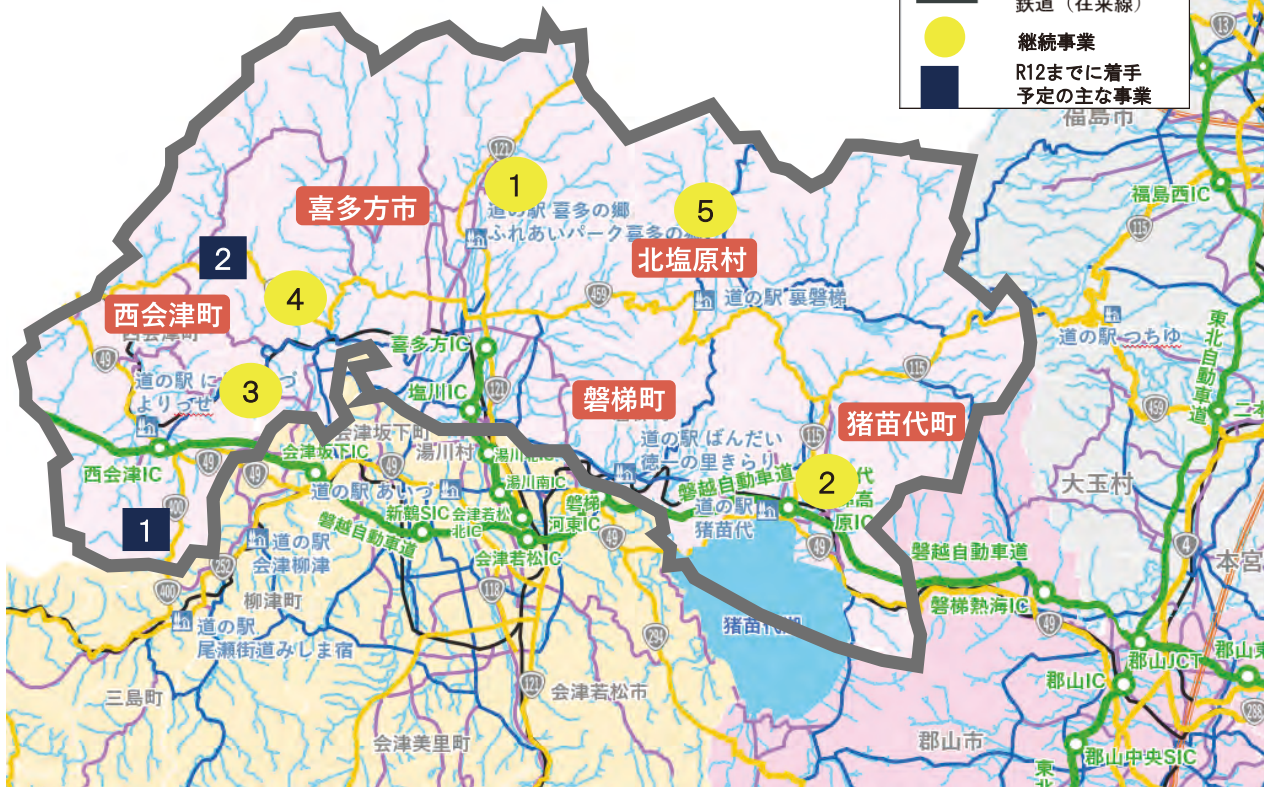 鉄道（在来線）
継続事業
R12までに着手
予定の主な事業
13
福島市
福島西IC
115
121
1
道の駅 喜多の郷
ふれあいパーク喜多の
喜多方市
5
北塩原村
2
4
西会津町
459
道の駅 裏磐梯
道の駅 つちゆ
東北自動車道
49
喜多方IC
115
道の駅 に
よりっせ
3
塩川IC
121
磐梯町
猪苗代町
459
会津坂下町
湯川村
115
道の駅 ばんだい
徳一の里きらり
西会津IC
49
49
会津坂下IC
49
大玉村
道の駅 あいづ
湯川南IC
磐越自動車道
2
400
1
新鶴SIC
会津若松
北IC
磐梯
河東IC
道の駅
猪苗代
原IC
磐越自動車道
道の駅
会津柳津
会津若松IC
49
49
磐越自動車道
4
本宮
252
400
柳津町
118
磐梯熱海IC
49
道の駅
尾瀬街道みしま宿
294
猪苗代湖
郡山JCT
郡山東
三島町
121
会津若松市
郡山IC
288
会津美里町
郡山市
郡山中央SIC
東北